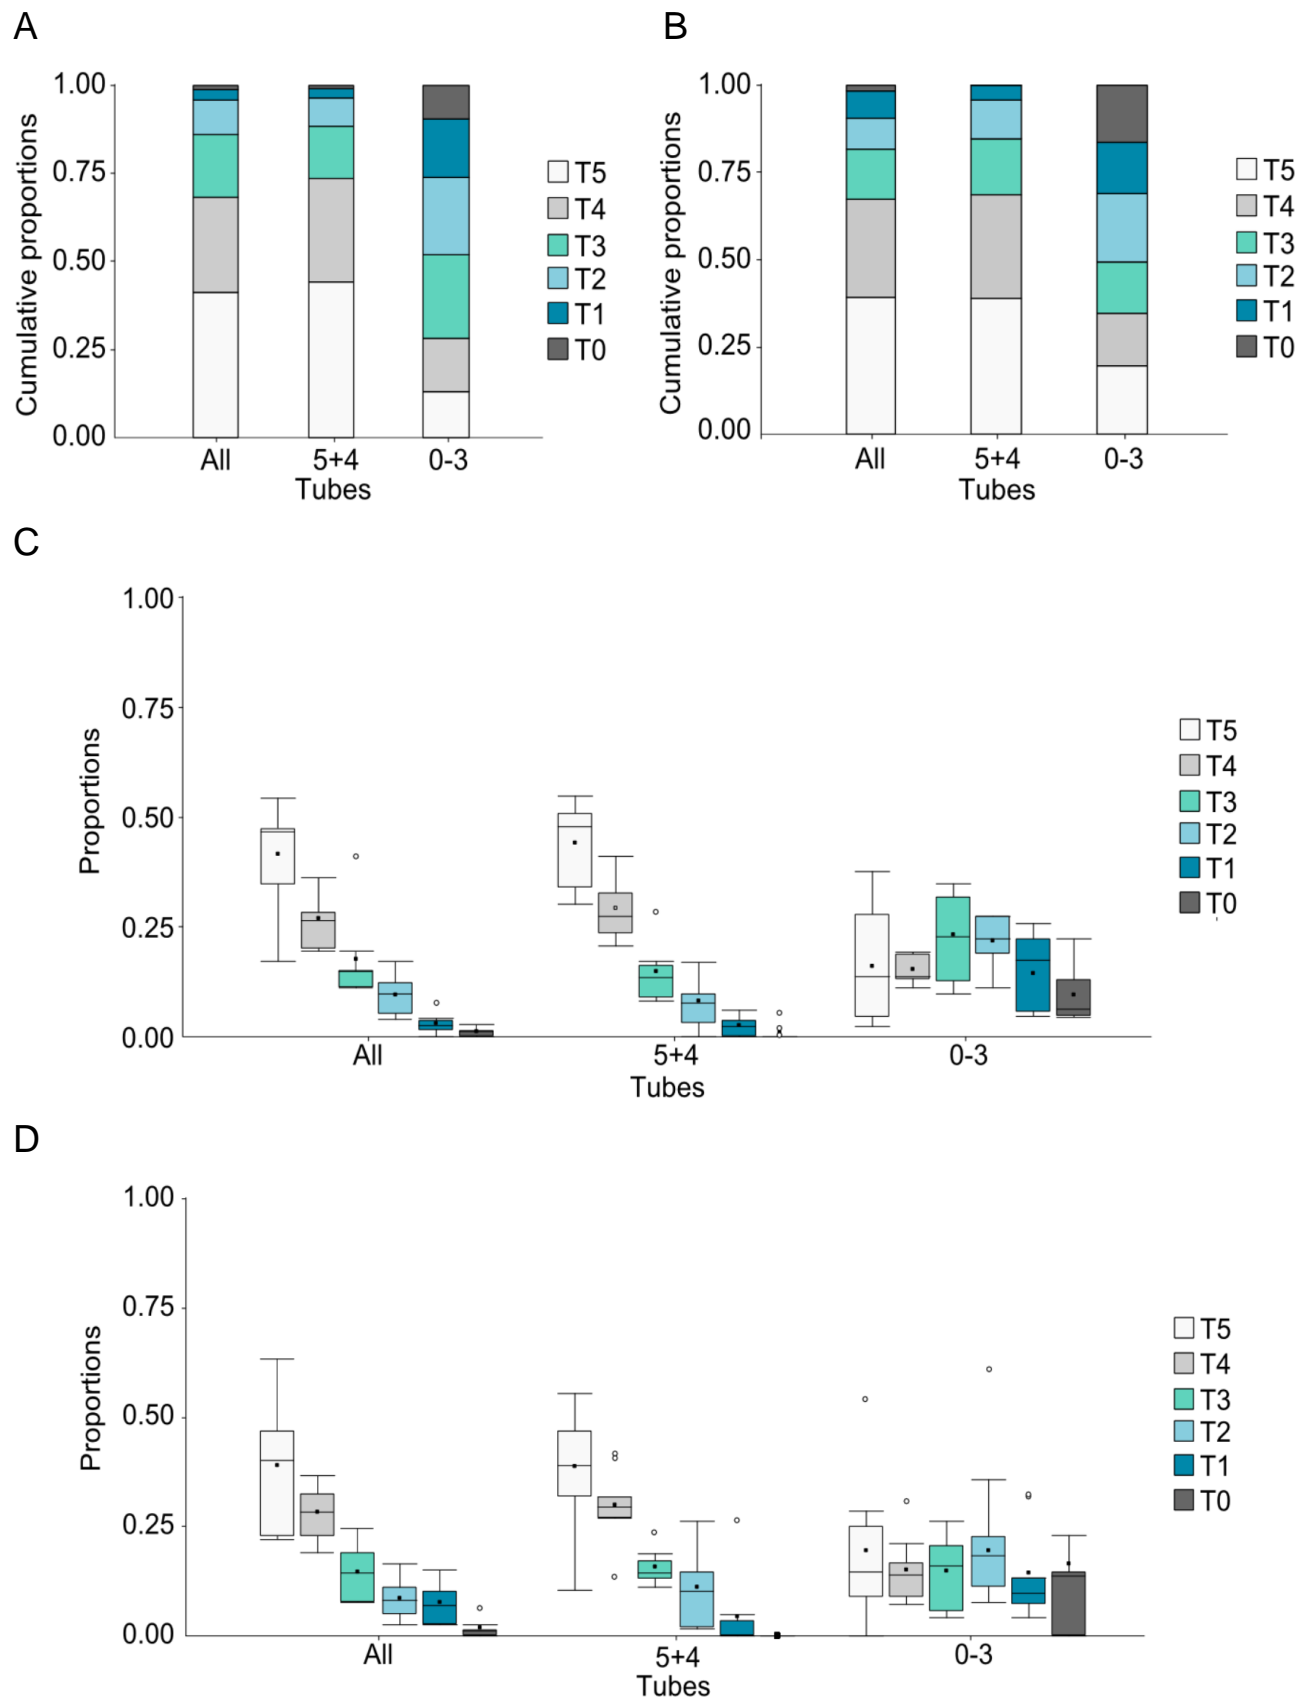 A
B
1.00
0.75
0.50
0.25
0.00
Cumulative proportions
All
5+4
0-3
Tubes
T5
T4
T3
T2
T1
T0
1.00
0.75
0.50
0.25
0.00
Cumulative proportions
All
5+4
0-3
Tubes
T5
T4
T3
T2
T1
T0
C
1.00
0.75
0.50
0.25
0.00
Proportions
All
5+4
0-3
Tubes
T5
T4
T3
T2
T1
T0
D
1.00
0.75
0.50
0.25
0.00
Proportions
All
5+4
0-3
Tubes
T5
T4
T3
T2
T1
T0